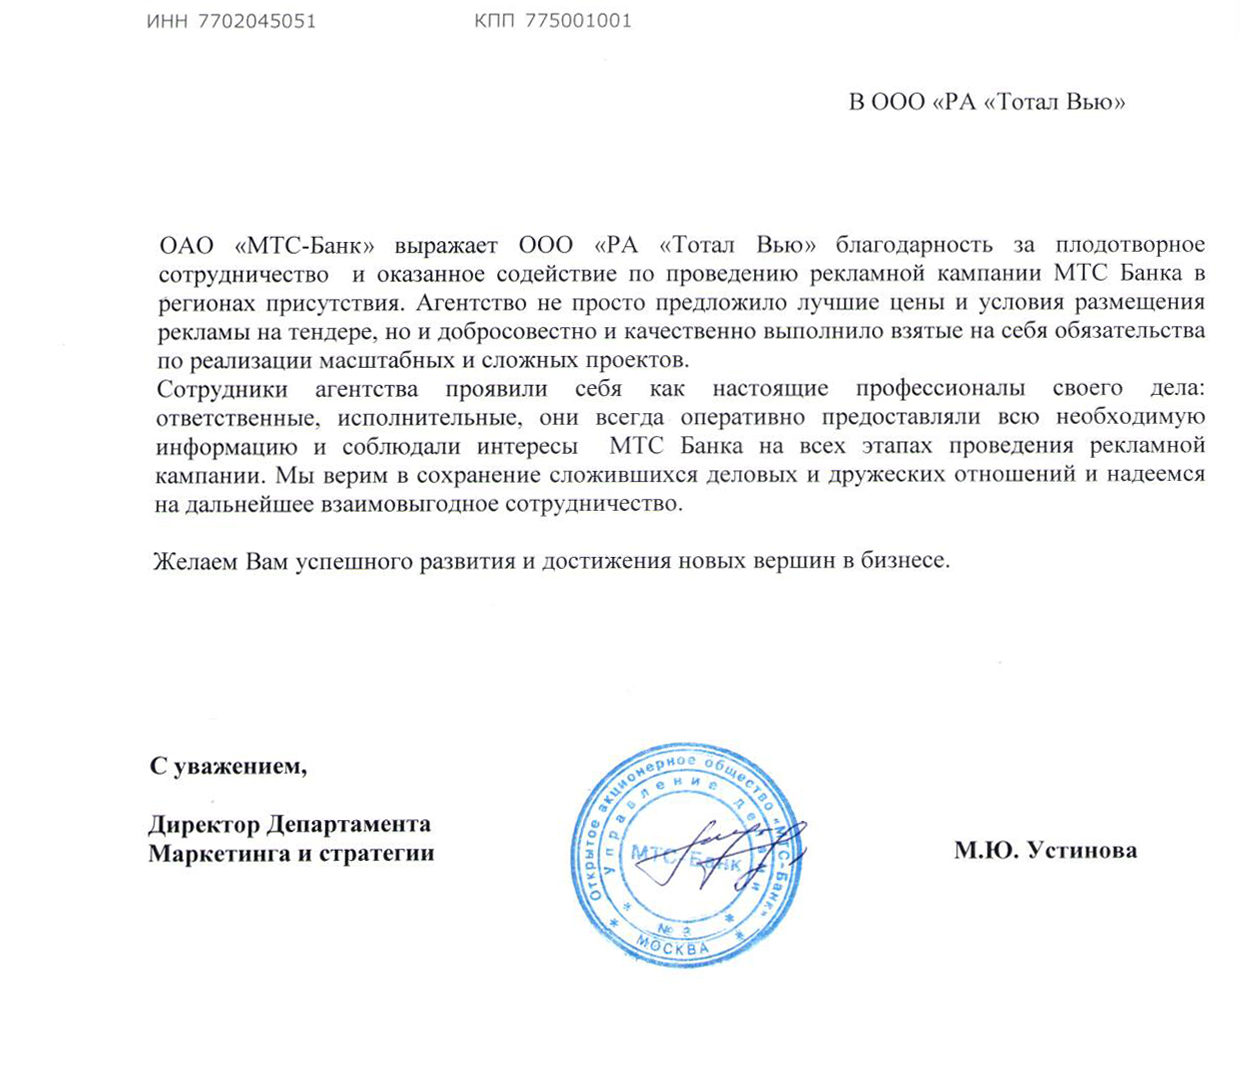 ИНН 7702045051 КПП 775001001
В ООО «РА «Тотал Вью»
ОАО «МТС-Банк» выражает ООО «РА «Тотал Вью» благодарность за плодотворное
сотрудничество и оказанное содействие по проведению рекламной кампании МТС Банка в
регионах присутствия. Агентство не просто предложило лучшие цены и условия размещения
рекламы на тендере, но и добросовестно и качественно выполнило взятые на себя обязательства
по реализации масштабных и сложных проектов.
Сотрудники агентства проявили себя как настоящие профессионалы своего дела:
ответственные, исполнительные, они всегда оперативно предоставляли всю необходимую
информацию и соблюдали интересы МТС Банка на всех этапах проведения рекламной
кампании. Мы верим в сохранение сложившихся деловых и дружеских отношений и надеемся
на дальнейшее взаимовыгодное сотрудничество.
Желаем Вам успешного развития и достижения новых вершин в бизнесе.
С уважением,
Директор Департамента
Маркетинга и стратегии
М.Ю. Устинова
Открытое акционерное общество «МТС-Банк»
Управление делами
МТС-Банк
№
МОСКВА